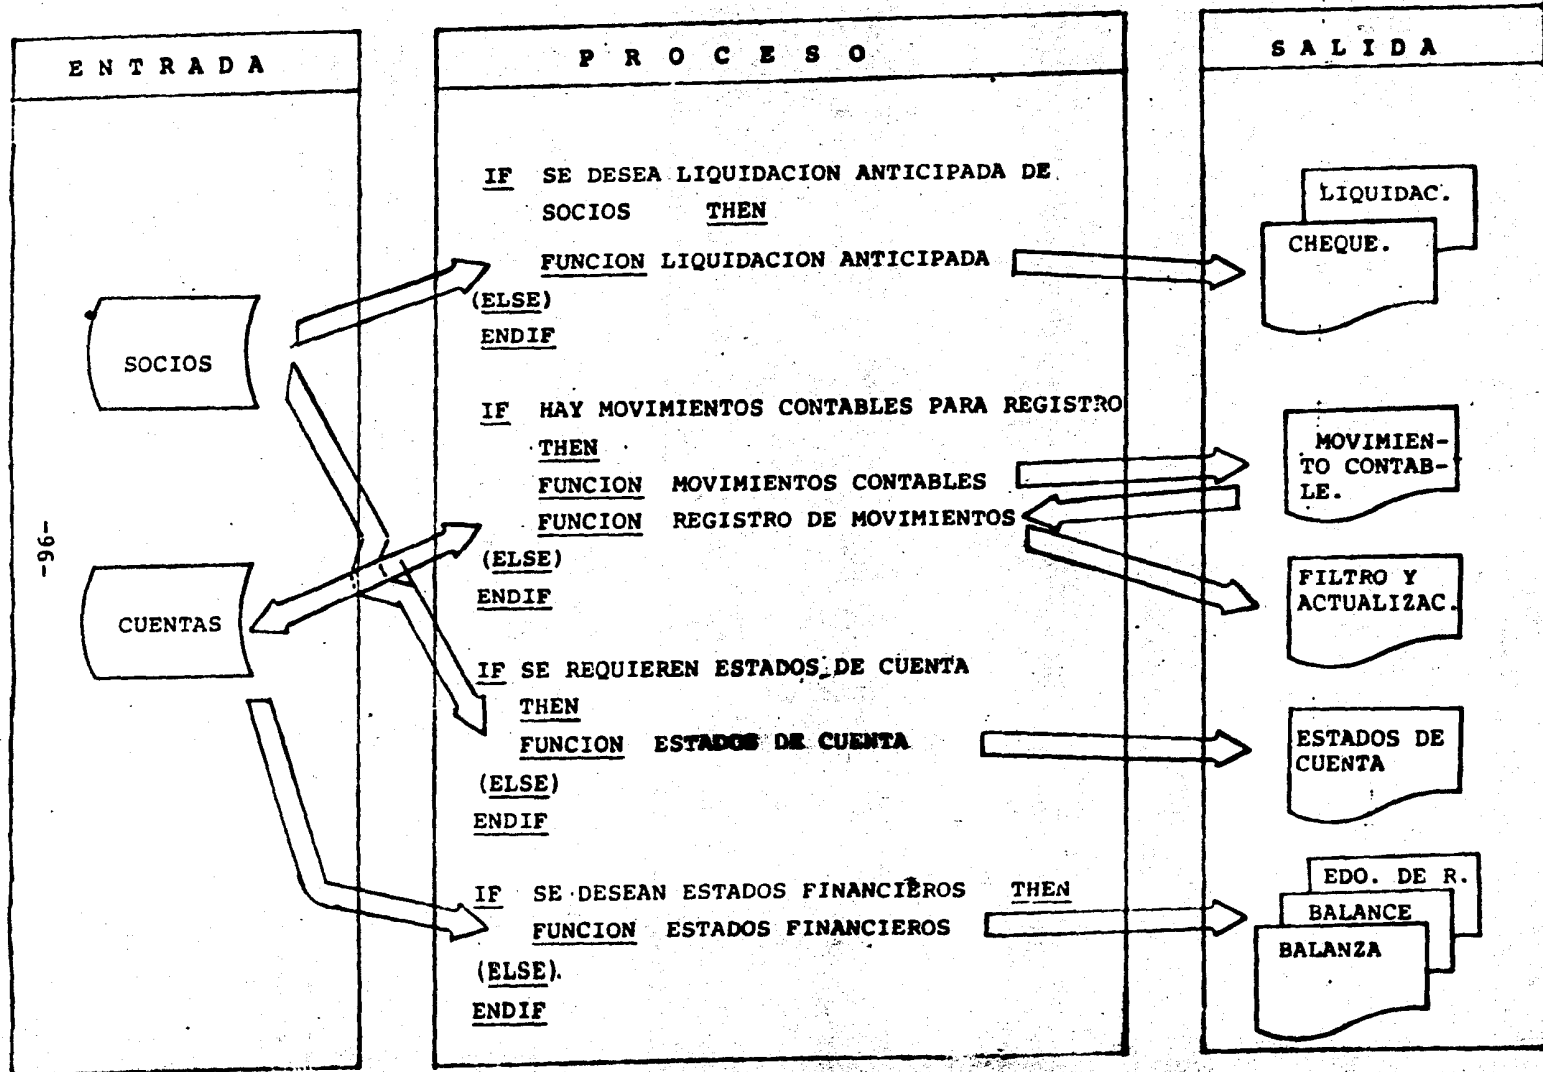 ENTRADA
PROCESO
SALIDA
IF SE DESEA LIQUIDACION ANTICIPADA DE
SOCIOS THEN
FUNCION LIQUIDACION ANTICIPADA
(ELSE)
ENDIF
IF HAY MOVIMIENTOS CONTABLES PARA REGISTRO
THEN
FUNCION MOVIMIENTOS CONTABLES
FUNCION REGISTRO DE MOVIMIENTOS
(ELSE)
ENDIF
IF SE REQUIEREN ESTADOS DE CUENTA
THEN
FUNCION ESTADOS DE CUENTA
(ELSE)
ENDIF
IF SE DESEAN ESTADOS FINANCIEROS THEN
FUNCION ESTADOS FINANCIEROS
(ELSE).
ENDIF
SOCIOS
CUENTAS
-96-
LIQUIDAC.
CHEQUE.
MOVIMIEN-
TO CONTAB-
LE.
FILTRO Y
ACTUALIZAC.
ESTADOS DE
CUENTA
EDO. DE R.
BALANCE
BALANZA